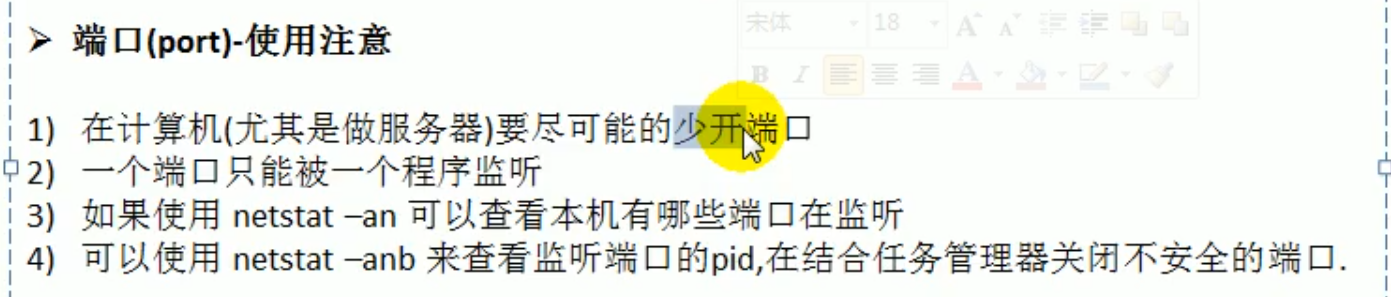 宋体 18
端口(port)-使用注意
1) 在计算机(尤其是做服务器)要尽可能的少开端口
2) 一个端口只能被一个程序监听
3) 如果使用 netstat –an 可以查看本机有哪些端口在监听
4) 可以使用 netstat –anb 来查看监听端口的pid,在结合任务管理器关闭不安全的端口.